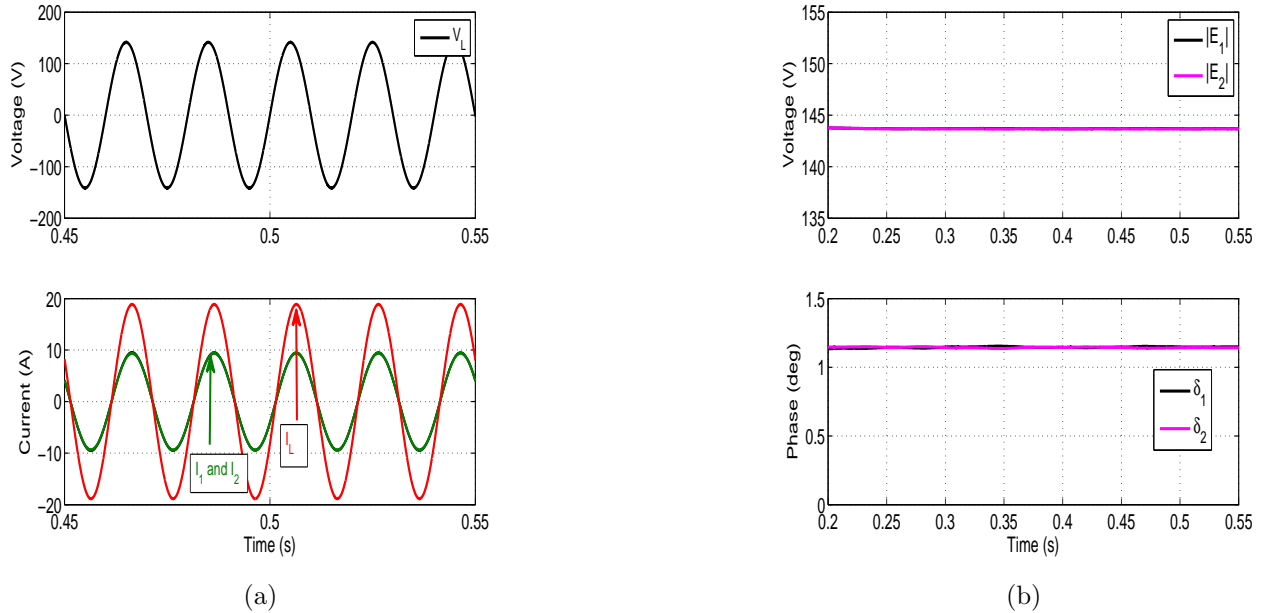 200
100
0
−100
−200
Voltage (V)
V_L
0.45
0.5
0.55
20
10
0
−10
−20
Current (A)
I_1 and I_2
I_L
0.45
0.5
0.55
Time (s)
(a)
155
150
145
140
135
Voltage (V)
|E_1|
|E_2|
0.2
0.25
0.3
0.35
0.4
0.45
0.5
0.55
1.5
1
0.5
0
Phase (deg)
δ_1
δ_2
0.2
0.25
0.3
0.35
0.4
0.45
0.5
0.55
Time (s)
(b)